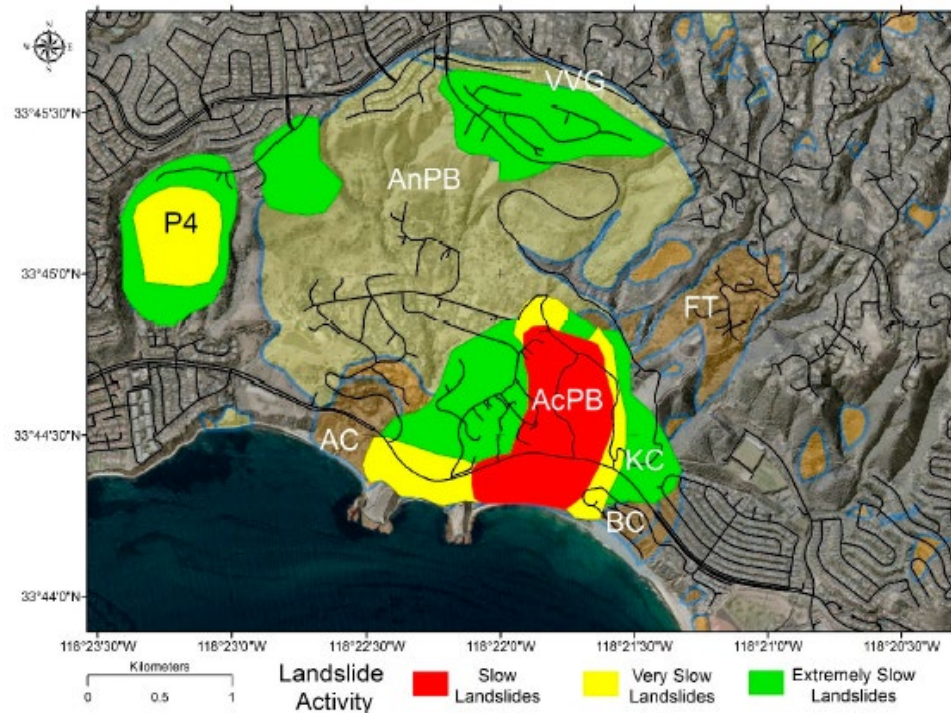 N
E
S
VVG
33°45'30"N
AnPB
P4
33°45'0"N
FT
AcPB
33°44'30"N
AC
KC
BC
33°44'0"N
118°23'30"W 118°23'0"W 118°22'30"W 118°22'0"W 118°21'30"W 118°21'0"W 118°20'30"W
Kilometers
0 0.5 1
Landslide
Activity
Slow
Landslides
Very Slow
Landslides
Extremely Slow
Landslides